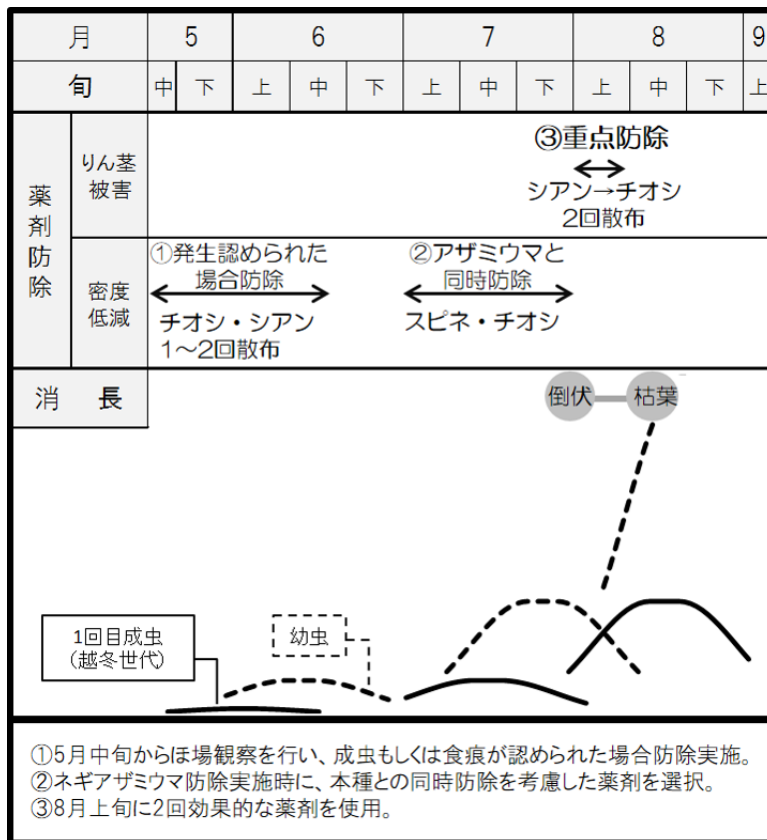 月 5 6 7 8 9
旬 中 下 上 中 下 上 中 下 上 中 下 上
薬剤防除
りん茎
被害
③重点防除
シアン→チオシ
2回散布
密度
低減
①発生認められた
場合防除
チオシ・シアン
1～2回散布
②アザミウマと
同時防除
スピネ・チオシ
消 長
倒伏 枯葉
1回目成虫
(越冬世代)
幼虫
①5月中旬からほ場観察を行い、成虫もしくは食痕が認められた場合防除実施。
②ネギアザミウマ防除実施時に、本種との同時防除を考慮した薬剤を選択。
③8月上旬に2回効果的な薬剤を使用。